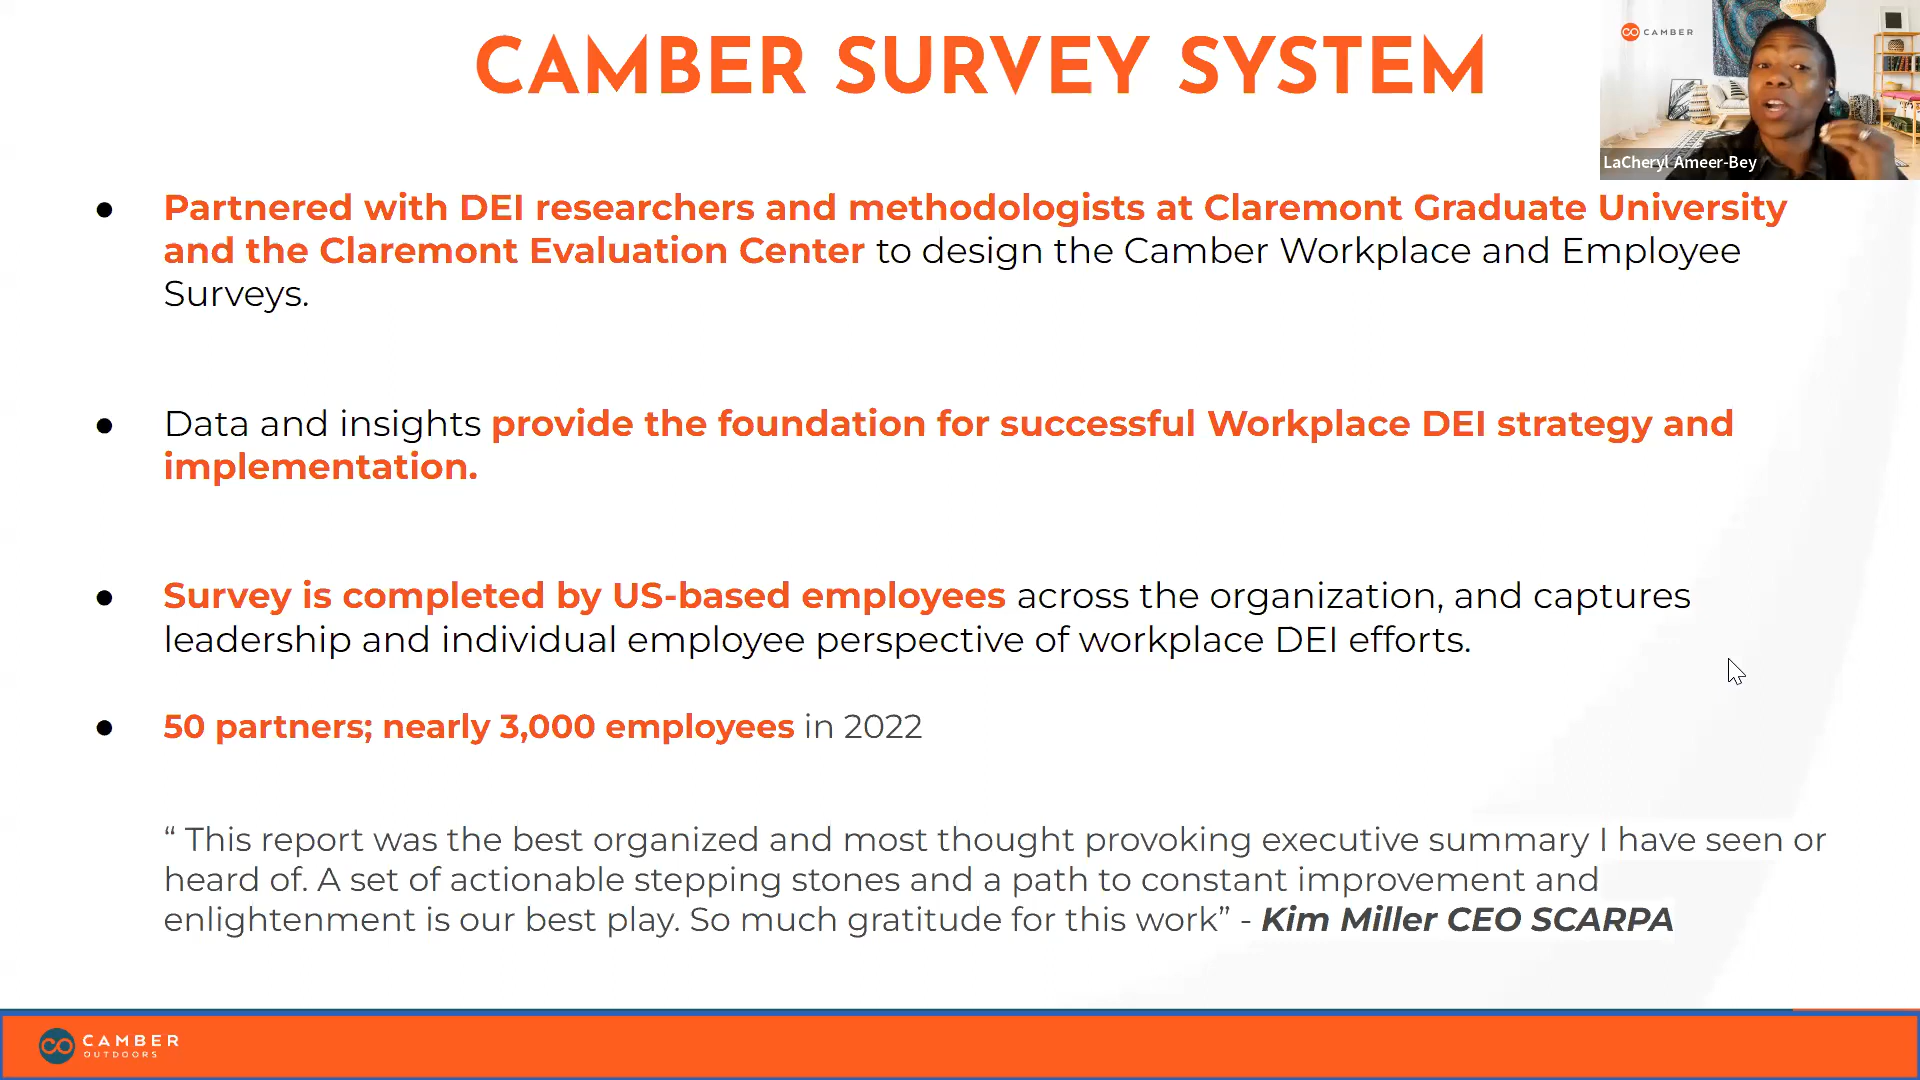 CAMBER SURVEY SYSTEM
CAMBER
LaCheryl Ameer-Bey
● Partnered with DEI researchers and methodologists at Claremont Graduate University
and the Claremont Evaluation Center to design the Camber Workplace and Employee
Surveys.
● Data and insights provide the foundation for successful Workplace DEI strategy and
implementation.
● Survey is completed by US-based employees across the organization, and captures
leadership and individual employee perspective of workplace DEI efforts.
● 50 partners; nearly 3,000 employees in 2022
“ This report was the best organized and most thought provoking executive summary I have seen or
heard of. A set of actionable stepping stones and a path to constant improvement and
enlightenment is our best play. So much gratitude for this work” - Kim Miller CEO SCARPA
CAMBER
OUTDOORS